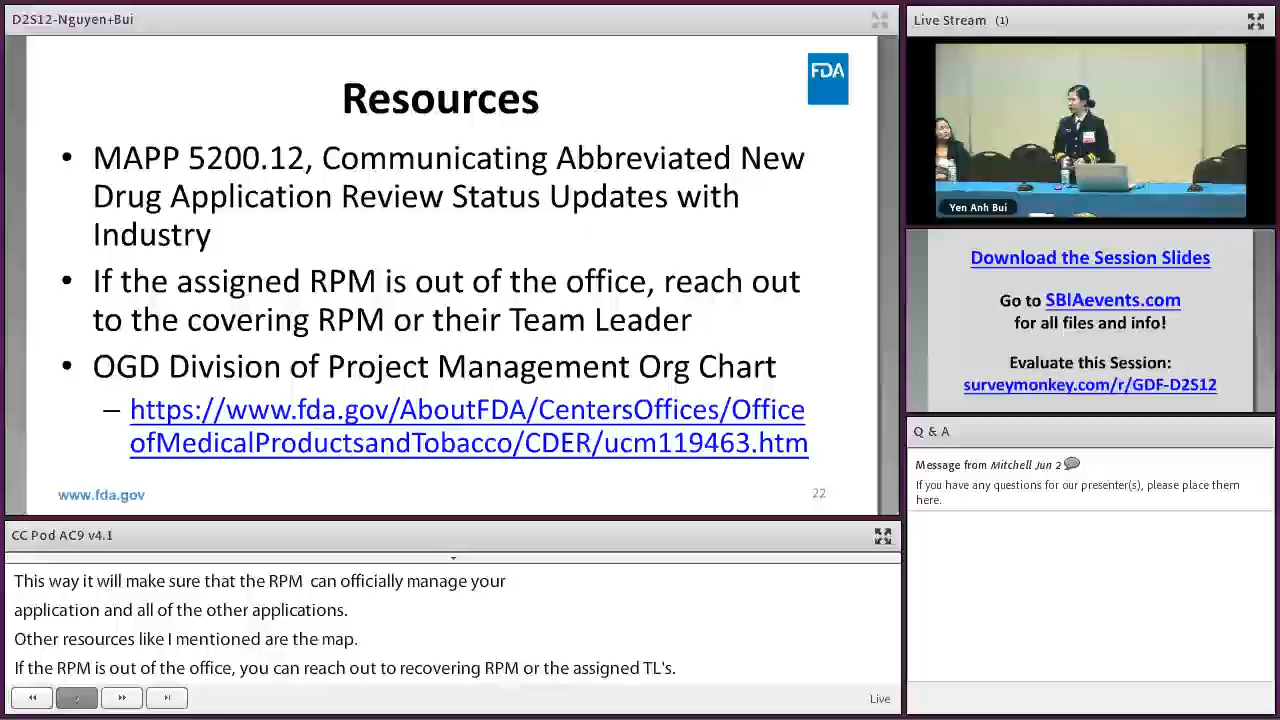 D2S12-Nguyen+Bui
FDA
Resources
• MAPP 5200.12, Communicating Abbreviated New
Drug Application Review Status Updates with
Industry
• If the assigned RPM is out of the office, reach out
to the covering RPM or their Team Leader
• OGD Division of Project Management Org Chart
– https://www.fda.gov/AboutFDA/CentersOffices/Office
ofMedicalProductsandTobacco/CDER/ucm119463.htm
www.fda.gov
22
CC Pod AC9 v4.1
This way it will make sure that the RPM can officially manage your
application and all of the other applications.
Other resources like I mentioned are the map.
If the RPM is out of the office, you can reach out to recovering RPM or the assigned TL's.
Live
Live Stream (1)
Yen Anh Bui
Download the Session Slides
Go to SBIAevents.com
for all files and info!
Evaluate this Session:
surveymonkey.com/r/GDF-D2S12
Q & A
Message from Mitchell Jun 2
If you have any questions for our presenter(s), please place them
here.